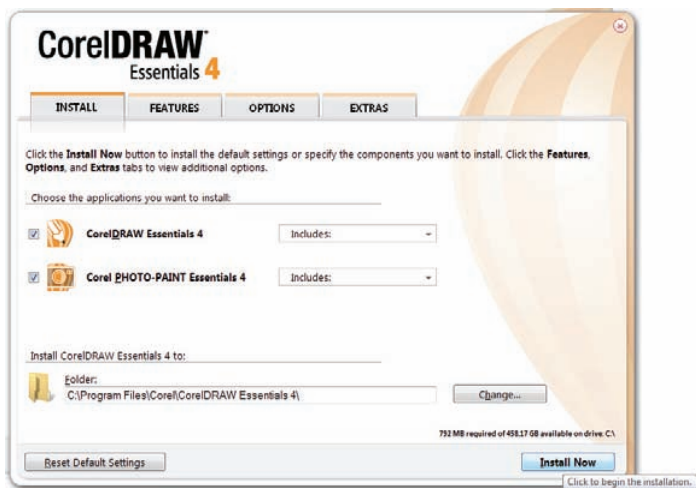 CorelDRAW
Essentials 4
INSTALL FEATURES OPTIONS EXTRAS
Click the Install Now button to install the default settings or specify the components you want to install. Click the Features,
Options, and Extras tabs to view additional options.
Choose the applications you want to install:
CorelDRAW Essentials 4 Includes:
Corel PHOTO-PAINT Essentials 4 Includes:
Install CorelDRAW Essentials 4 to:
Folder:
C:\Program Files\Corel\CorelDRAW Essentials 4\ Change...
792 MB required of 458.17 GB available on drive C:\
Reset Default Settings Install Now
Click to begin the installation.